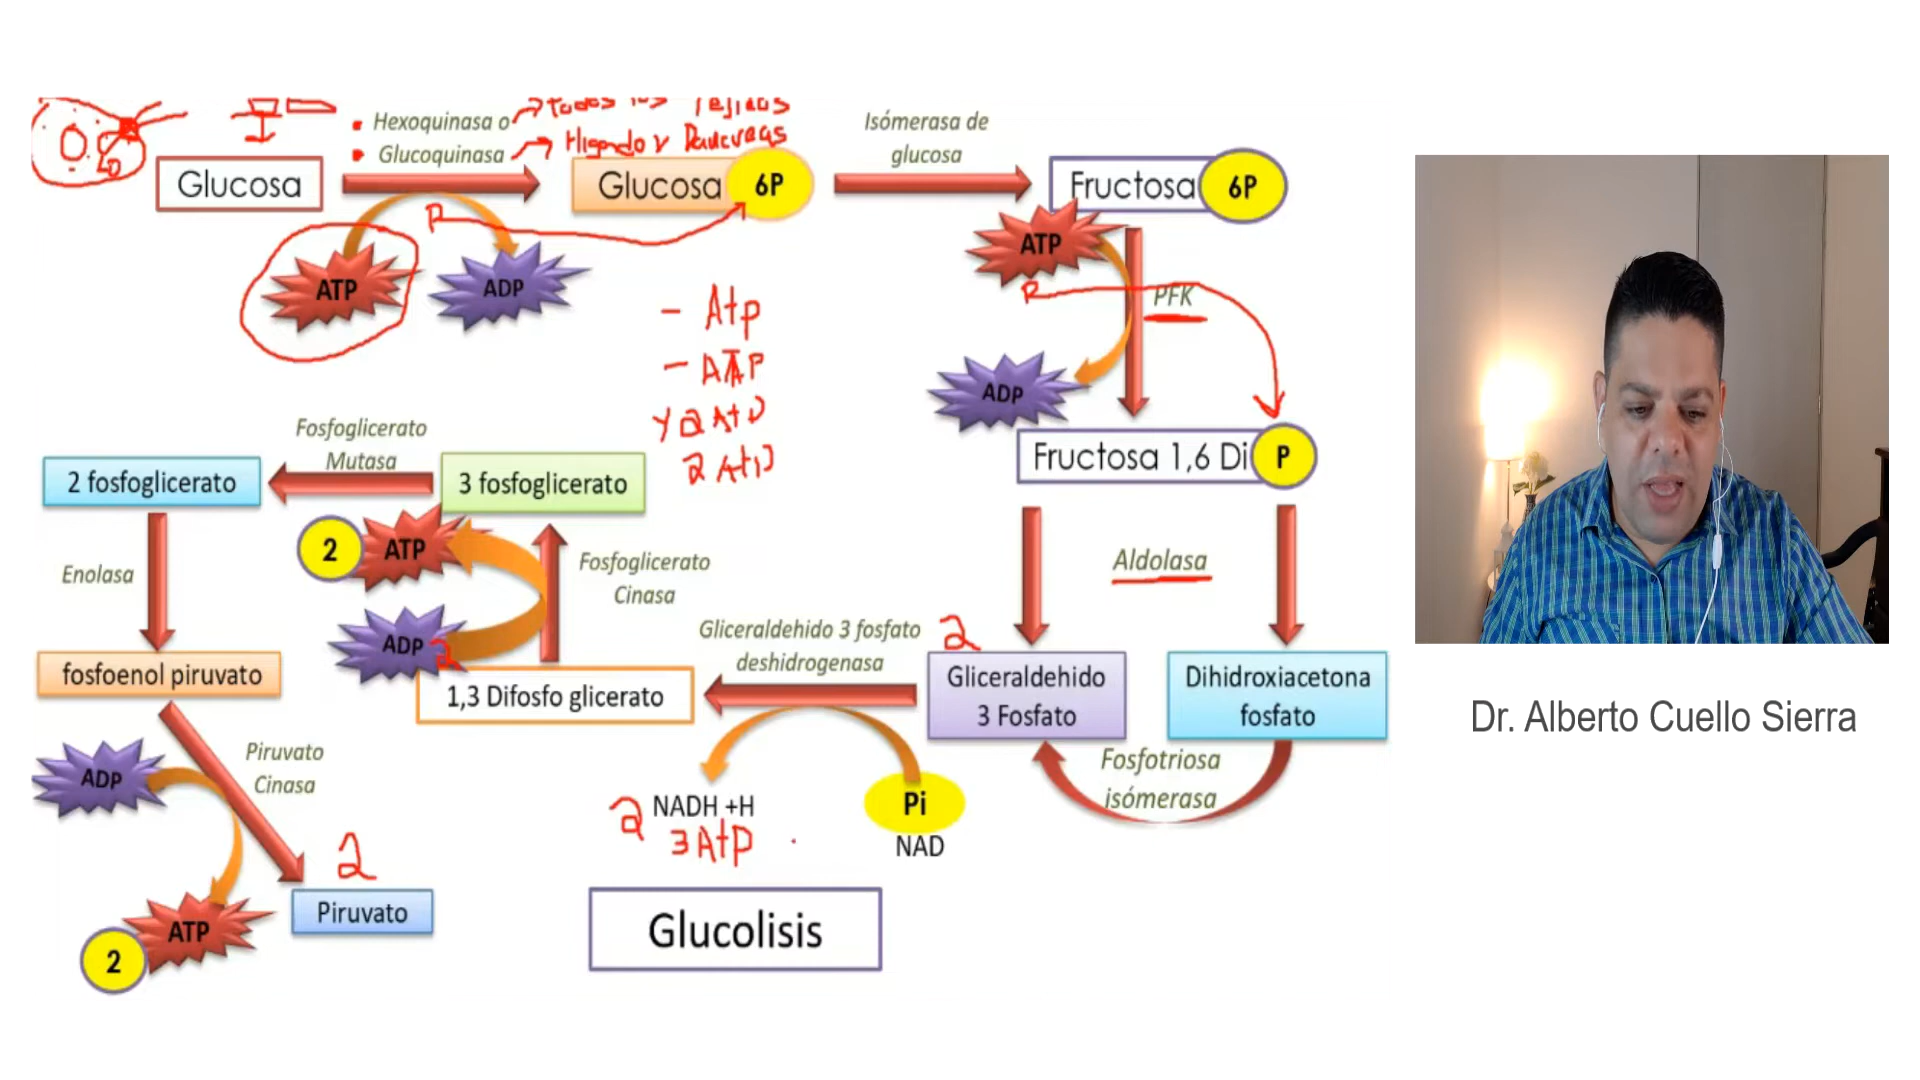 todos los Tejidos
Hexoquinasa o
Glucoquinasa
Higado y Pancreas
Isómerasa de
glucosa
Glucosa
Glucosa 6P
Fructosa 6P
P
ATP
ADP
ATP
P
PFK
ADP
- Atp
- ATP
y 2 Atp
2 Atp
Fructosa 1,6 Di P
Fosfoglicerato
Mutasa
2 fosfoglicerato
3 fosfoglicerato
2 ATP
Enolasa
Fosfoglicerato
Cinasa
ADP 2
Aldolasa
Gliceraldehido 3 fosfato
deshidrogenasa
2
fosfoenol piruvato
1,3 Difosfo glicerato
Gliceraldehido
3 Fosfato
Dihidroxiacetona
fosfato
Fosfotriosa
isómerasa
Piruvato
Cinasa
ADP
2 NADH +H
3 Atp
Pi
NAD
2
Piruvato
ATP
2
Glucolisis
Dr. Alberto Cuello Sierra